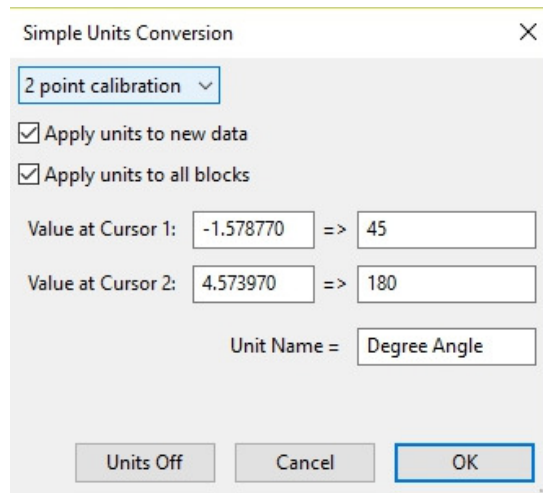 Simple Units Conversion
2 point calibration
Apply units to new data
Apply units to all blocks
Value at Cursor 1: -1.578770 => 45
Value at Cursor 2: 4.573970 => 180
Unit Name = Degree Angle
Units Off Cancel OK